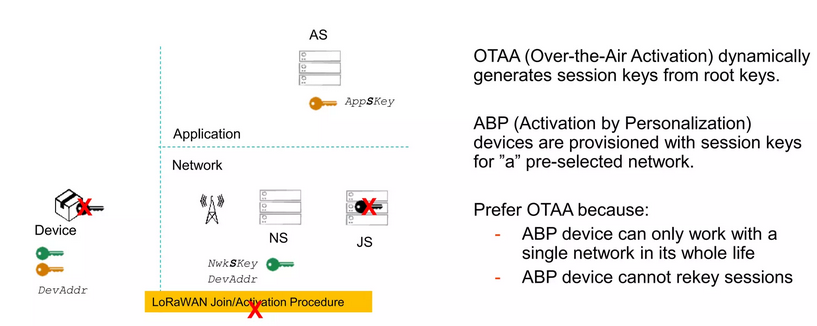 AS
AppSKey
Application
Network
Device
DevAddr
NS
JS
NwkSKey
DevAddr
LoRaWAN Join/Activation Procedure
X
X
X
OTAA (Over-the-Air Activation) dynamically
generates session keys from root keys.
ABP (Activation by Personalization)
devices are provisioned with session keys
for ”a” pre-selected network.
Prefer OTAA because:
- ABP device can only work with a
single network in its whole life
- ABP device cannot rekey sessions